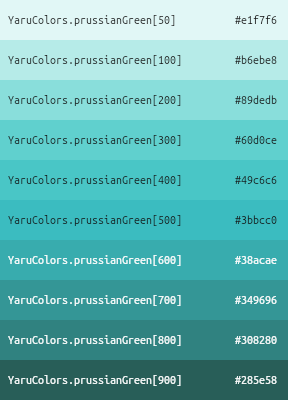 YaruColors.prussianGreen[50] #e1f7f6
YaruColors.prussianGreen[100] #b6ebe8
YaruColors.prussianGreen[200] #89dedb
YaruColors.prussianGreen[300] #60d0ce
YaruColors.prussianGreen[400] #49c6c6
YaruColors.prussianGreen[500] #3bbcc0
YaruColors.prussianGreen[600] #38acae
YaruColors.prussianGreen[700] #349696
YaruColors.prussianGreen[800] #308280
YaruColors.prussianGreen[900] #285e58